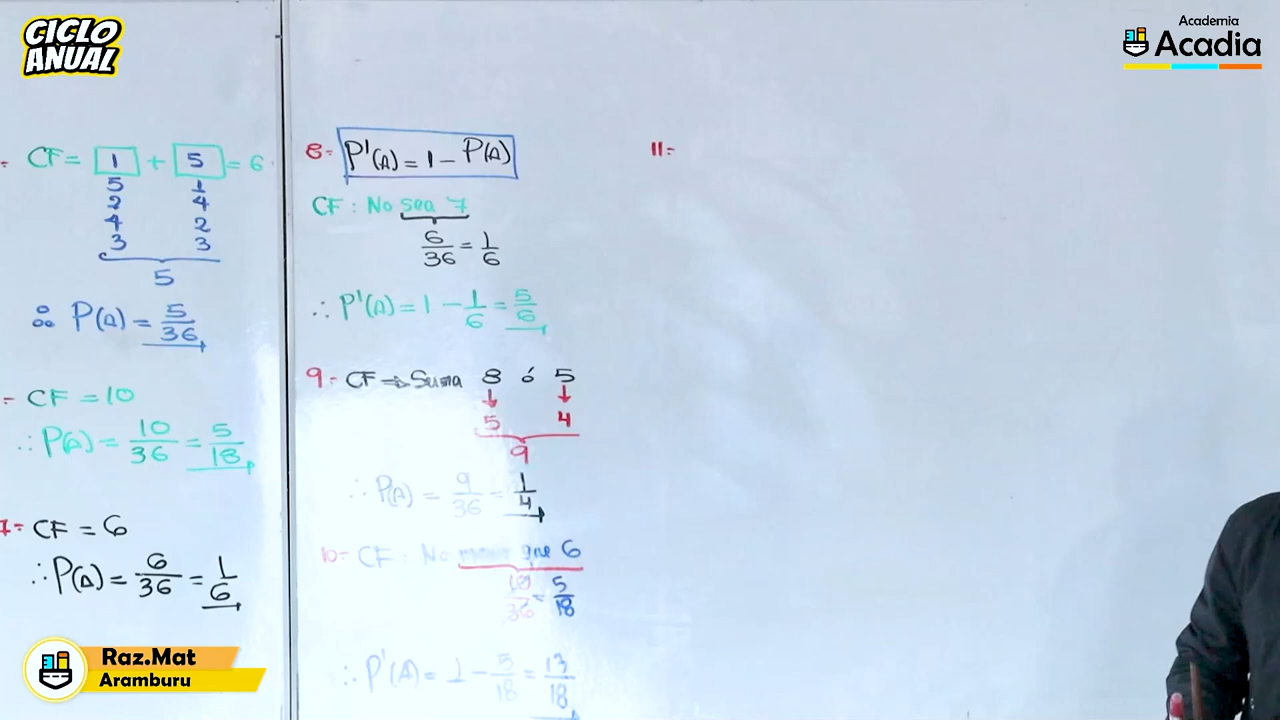 CICLO
ANUAL
Academia
Acadia
CF = 1 + 5 = 6
5 1
2 4
4 2
3 3
5
∴ P(A) = 5/36
= CF = 10
∴ P(A) = 10/36 = 5/18
7= CF = 6
∴ P(A) = 6/36 = 1/6
8= P'(A) = 1 - P(A)
CF : No sea 7
6/36 = 1/6
∴ P'(A) = 1 - 1/6 = 5/6
9= CF ⇒ Suma 8 ó 5
5 4
9
∴ P(A) = 9/36 = 1/4
10= CF : No que 6
10/36 = 5/18
∴ P'(A) = 1 - 5/18 = 13/18
11=
Raz.Mat
Aramburu